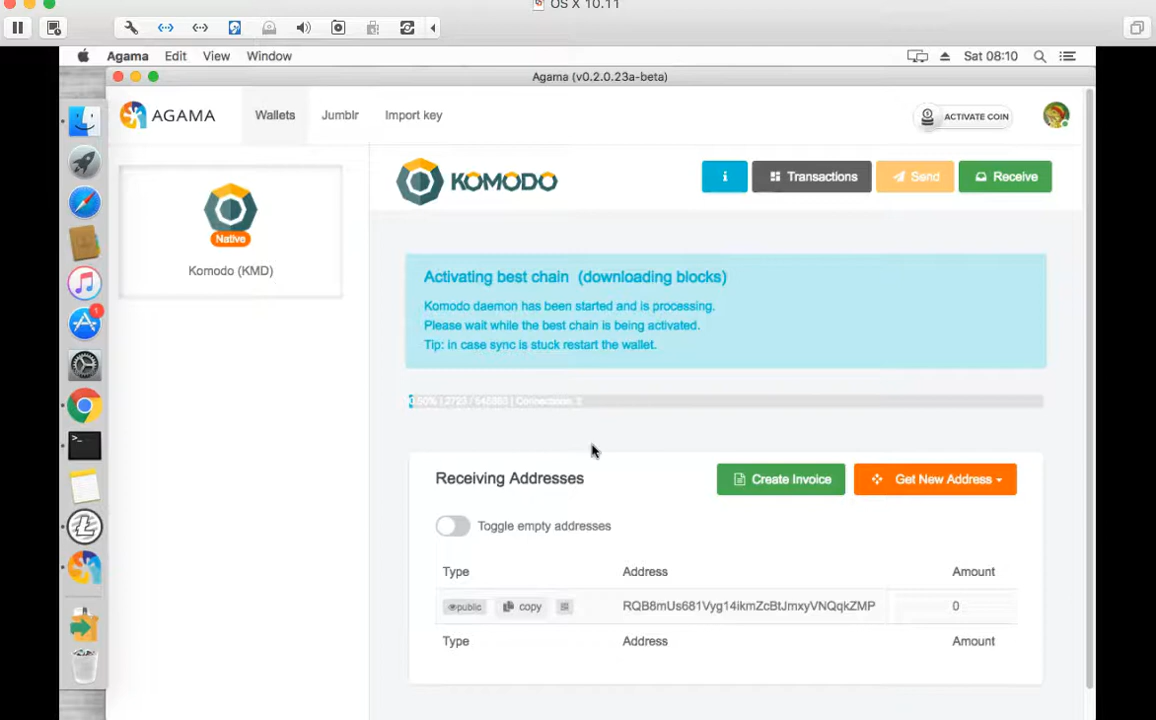 OS X 10.11
Agama Edit View Window
Sat 08:10
Agama (v0.2.0.23a-beta)
AGAMA Wallets Jumblr Import key
ACTIVATE COIN
KOMODO
i Transactions Send Receive
Native
Komodo (KMD)
Activating best chain (downloading blocks)
Komodo daemon has been started and is processing.
Please wait while the best chain is being activated.
Tip: in case sync is stuck restart the wallet.
Receiving Addresses
Create Invoice
Get New Address
Toggle empty addresses
Type Address Amount
public copy RQB8mUs681Vyg14ikmZcBtJmxyVNQqkZMP 0
Type Address Amount
1